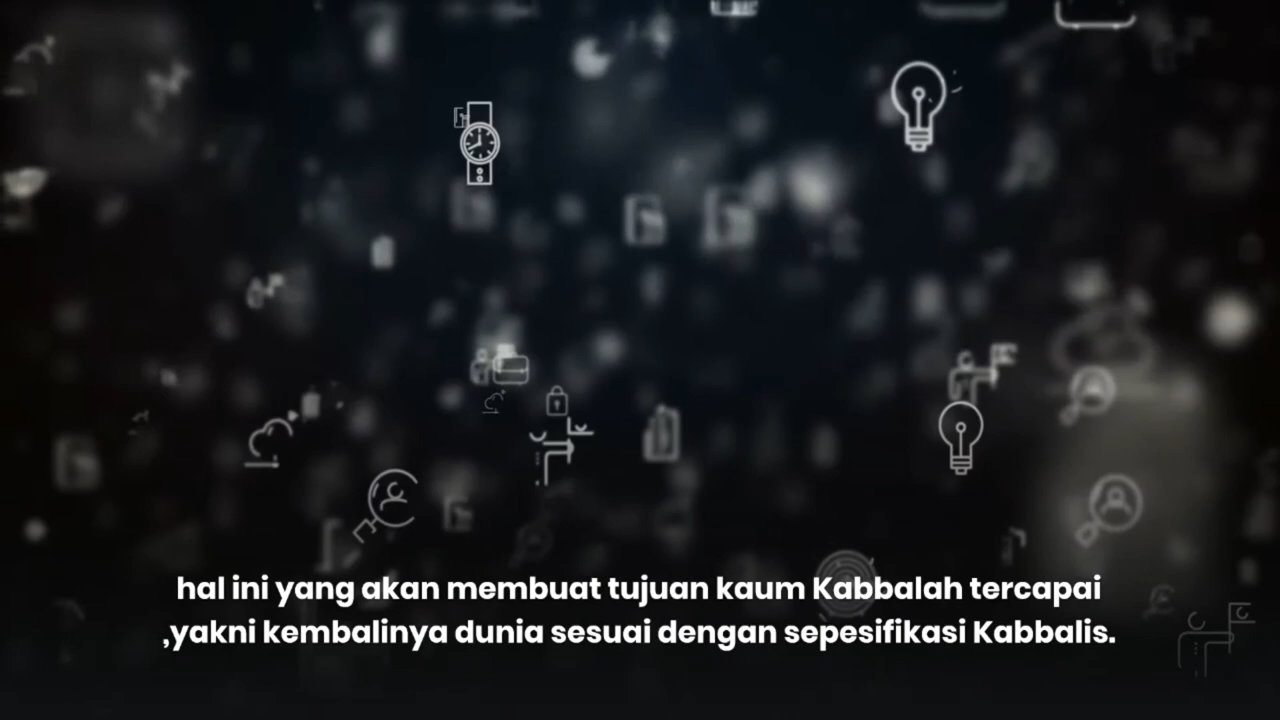 hal ini yang akan membuat tujuan kaum Kabbalah tercapai
,yakni kembalinya dunia sesuai dengan sepesifikasi Kabbalis.